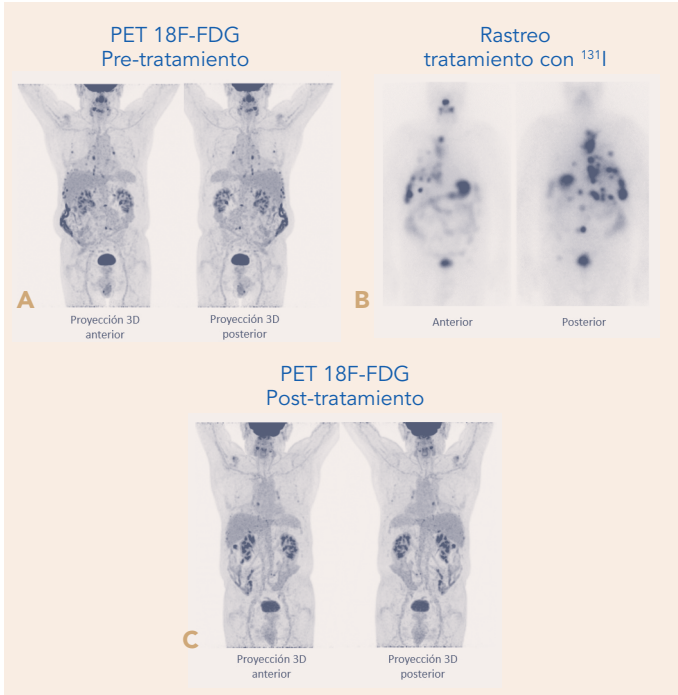 PET 18F-FDG
Pre-tratamiento
Rastreo
tratamiento con ¹³¹I
A
Proyección 3D
anterior
Proyección 3D
posterior
B
Anterior
Posterior
PET 18F-FDG
Post-tratamiento
C
Proyección 3D
anterior
Proyección 3D
posterior